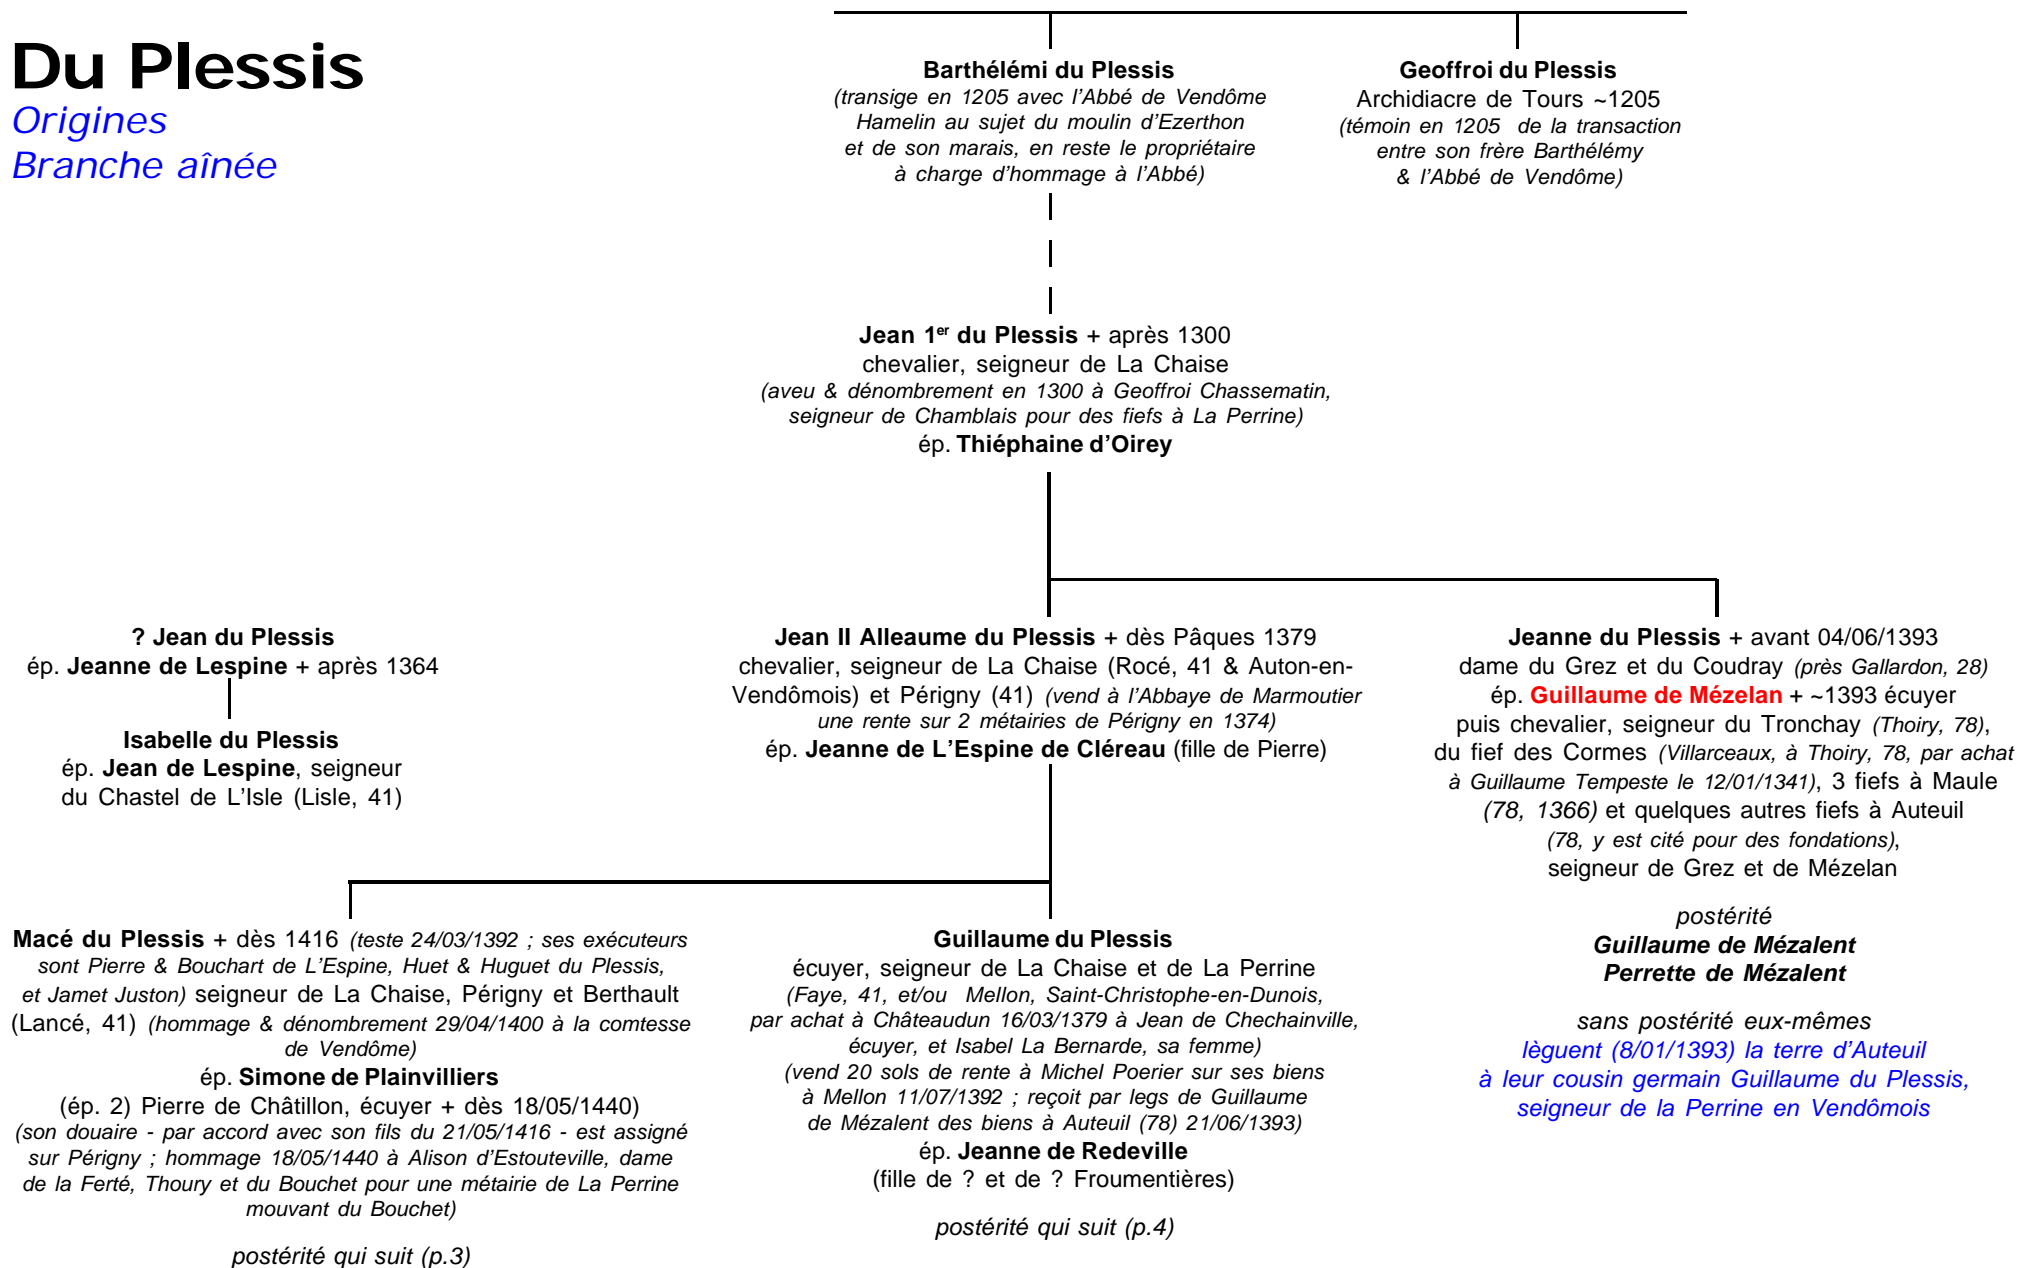 Du Plessis
Origines
Branche aînée
Barthélémi du Plessis
(transige en 1205 avec l'Abbé de Vendôme
Hamelin au sujet du moulin d'Ezerthon
et de son marais, en reste le propriétaire
à charge d'hommage à l'Abbé)
Geoffroi du Plessis
Archidiacre de Tours ~1205
(témoin en 1205 de la transaction
entre son frère Barthélémy
& l'Abbé de Vendôme)
Jean 1er du Plessis + après 1300
chevalier, seigneur de La Chaise
(aveu & dénombrement en 1300 à Geoffroi Chassematin,
seigneur de Chamblais pour des fiefs à La Perrine)
ép. Thiéphaine d'Oirey
? Jean du Plessis
ép. Jeanne de Lespine + après 1364
Isabelle du Plessis
ép. Jean de Lespine, seigneur
du Chastel de L'Isle (Lisle, 41)
Jean II Alleaume du Plessis + dès Pâques 1379
chevalier, seigneur de La Chaise (Rocé, 41 & Auton-en-
Vendômois) et Périgny (41) (vend à l'Abbaye de Marmoutier
une rente sur 2 métairies de Périgny en 1374)
ép. Jeanne de L'Espine de Cléreau (fille de Pierre)
Jeanne du Plessis + avant 04/06/1393
dame du Grez et du Coudray (près Gallardon, 28)
ép. Guillaume de Mézelan + ~1393 écuyer
puis chevalier, seigneur du Tronchay (Thoiry, 78),
du fief des Cormes (Villarceaux, à Thoiry, 78, par achat
à Guillaume Tempeste le 12/01/1341), 3 fiefs à Maule
(78, 1366) et quelques autres fiefs à Auteuil
(78, y est cité pour des fondations),
seigneur de Grez et de Mézelan
postérité
Guillaume de Mézalent
Perrette de Mézalent
sans postérité eux-mêmes
lèguent (8/01/1393) la terre d'Auteuil
à leur cousin germain Guillaume du Plessis,
seigneur de la Perrine en Vendômois
Macé du Plessis + dès 1416 (teste 24/03/1392 ; ses exécuteurs
sont Pierre & Bouchart de L'Espine, Huet & Huguet du Plessis,
et Jamet Juston) seigneur de La Chaise, Périgny et Berthault
(Lancé, 41) (hommage & dénombrement 29/04/1400 à la comtesse
de Vendôme)
ép. Simone de Plainvilliers
(ép. 2) Pierre de Châtillon, écuyer + dès 18/05/1440)
(son douaire - par accord avec son fils du 21/05/1416 - est assigné
sur Périgny ; hommage 18/05/1440 à Alison d'Estouteville, dame
de la Ferté, Thoury et du Bouchet pour une métairie de La Perrine
mouvant du Bouchet)
postérité qui suit (p.3)
Guillaume du Plessis
écuyer, seigneur de La Chaise et de La Perrine
(Faye, 41, et/ou Mellon, Saint-Christophe-en-Dunois,
par achat à Châteaudun 16/03/1379 à Jean de Chechainville,
écuyer, et Isabel La Bernarde, sa femme)
(vend 20 sols de rente à Michel Poerier sur ses biens
à Mellon 11/07/1392 ; reçoit par legs de Guillaume
de Mézalent des biens à Auteuil (78) 21/06/1393)
ép. Jeanne de Redeville
(fille de ? et de ? Froumentières)
postérité qui suit (p.4)